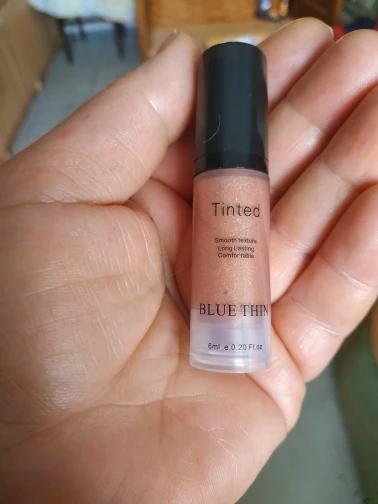 Tinted
Smooth texture
Long Lasting
Comfortable
BLUE THIN
6ml e 0.20 Fl.oz